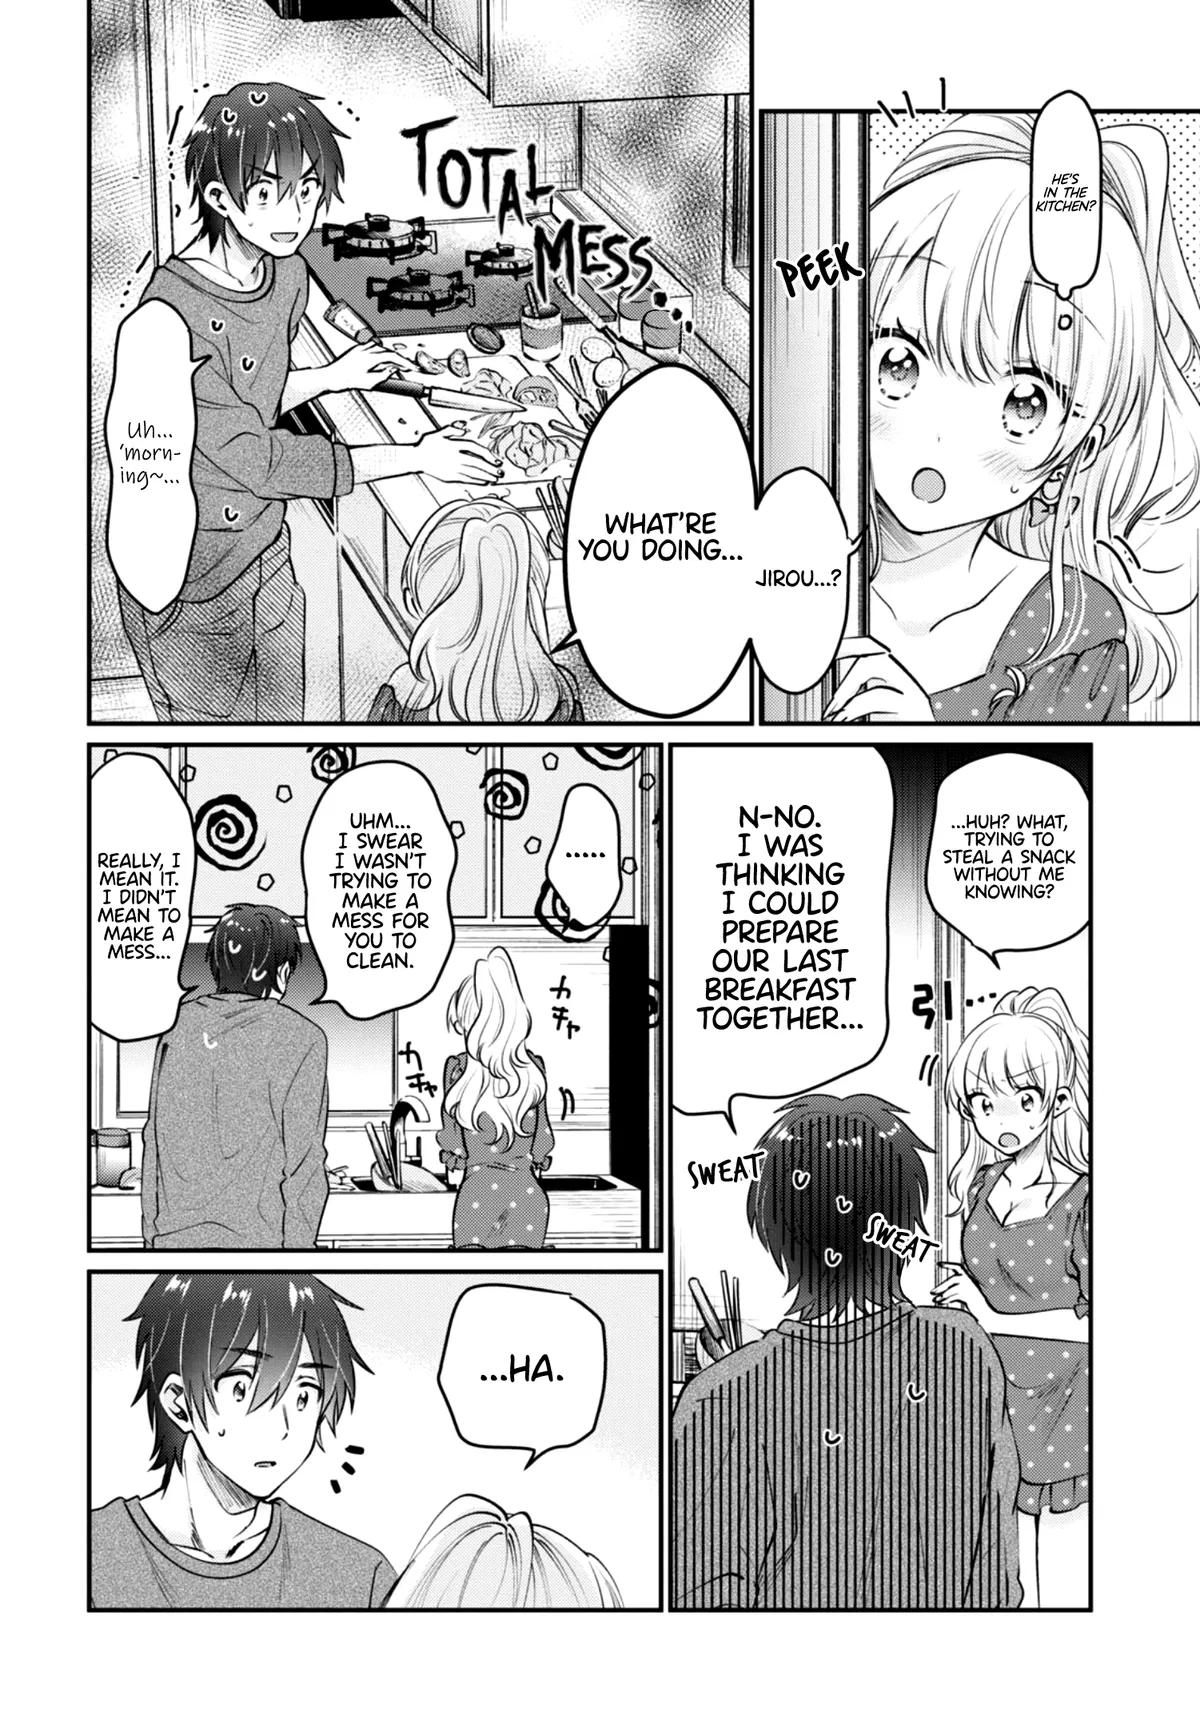 HE'S
IN THE
KITCHEN?
PEEK
JIROU...?
WHAT'RE
YOU DOING...
TOTAL
MESS...
Uh...
'morn-
ing~...
...HUH? WHAT,
TRYING TO
STEAL A SNACK
WITHOUT ME
KNOWING?
引...
N-NO.
I WAS
THINKING
I COULD
PREPARE
OUR LAST
BREAKFAST
TOGETHER...
SWEAT
SWEAT
.....
カチャ
カチャ
UHM...
I SWEAR
I WASN'T
TRYING TO
MAKE A
MESS FOR
YOU TO
CLEAN.
REALLY, I
MEAN IT.
I DIDN'T
MEAN TO
MAKE A
MESS...
...HA.